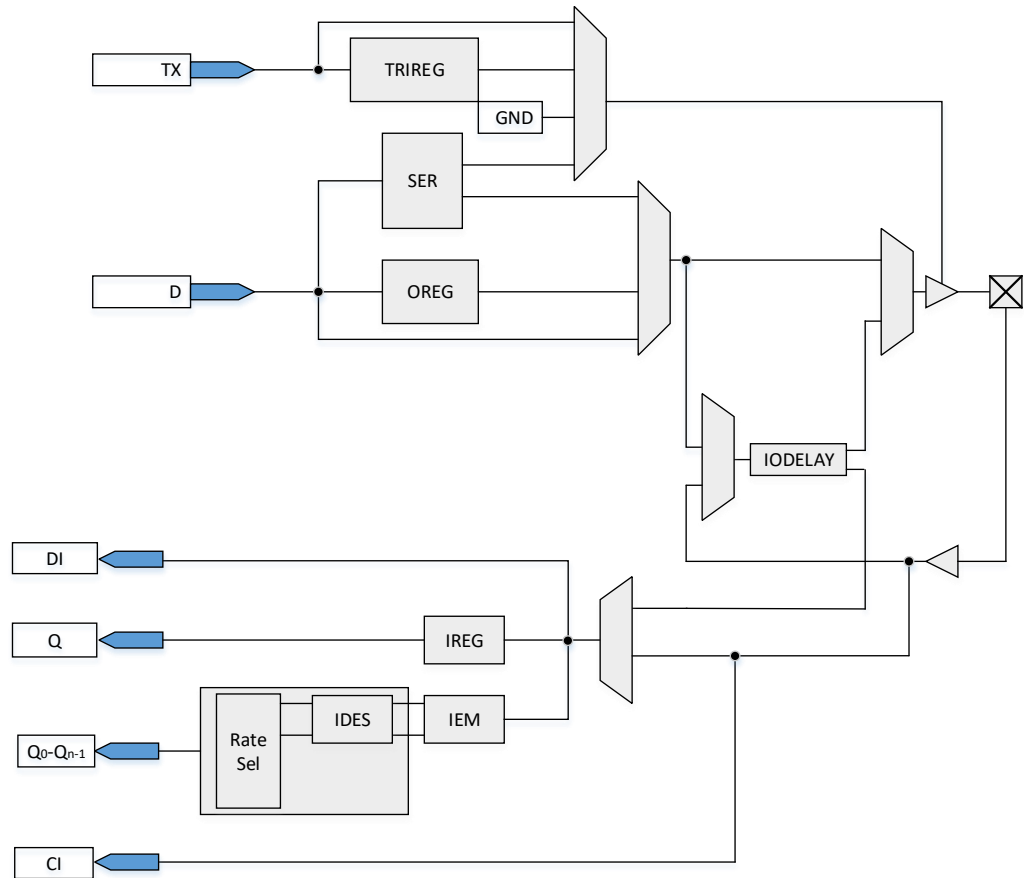 TX
TRIREG
GND
SER
D
OREG
IODELAY
DI
Q
IREG
IDES
IEM
Rate
Sel
Q0-Qn-1
CI